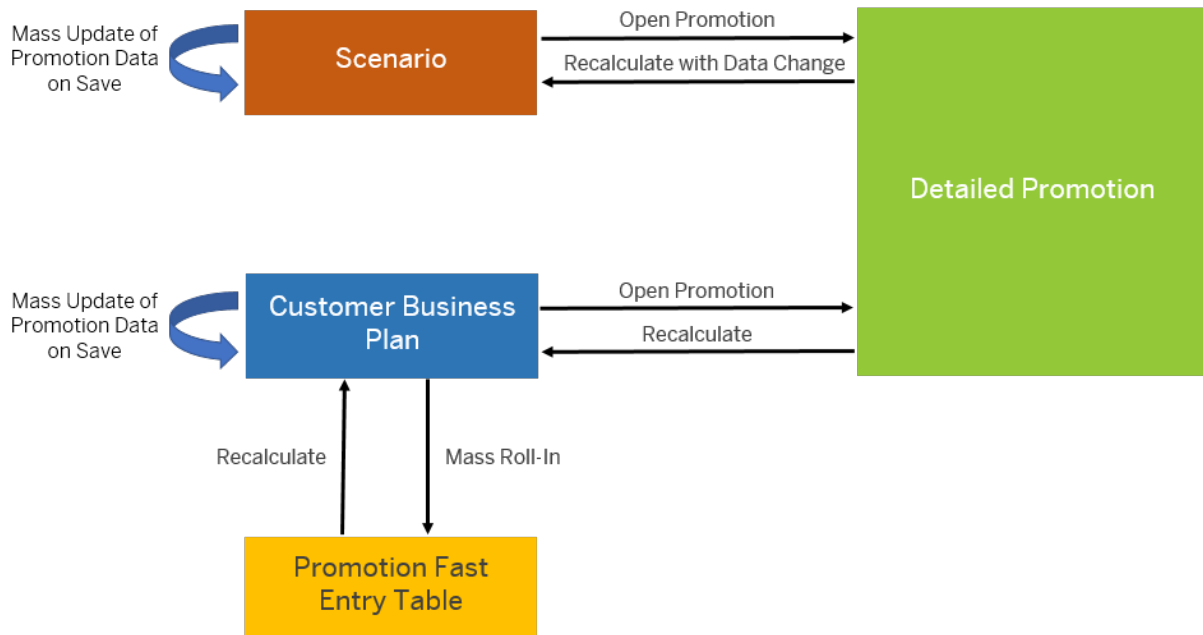 Mass Update of
Promotion Data
on Save
Scenario
Open Promotion
Recalculate with Data Change
Detailed Promotion
Mass Update of
Promotion Data
on Save
Customer Business
Plan
Open Promotion
Recalculate
Recalculate
Mass Roll-In
Promotion Fast
Entry Table